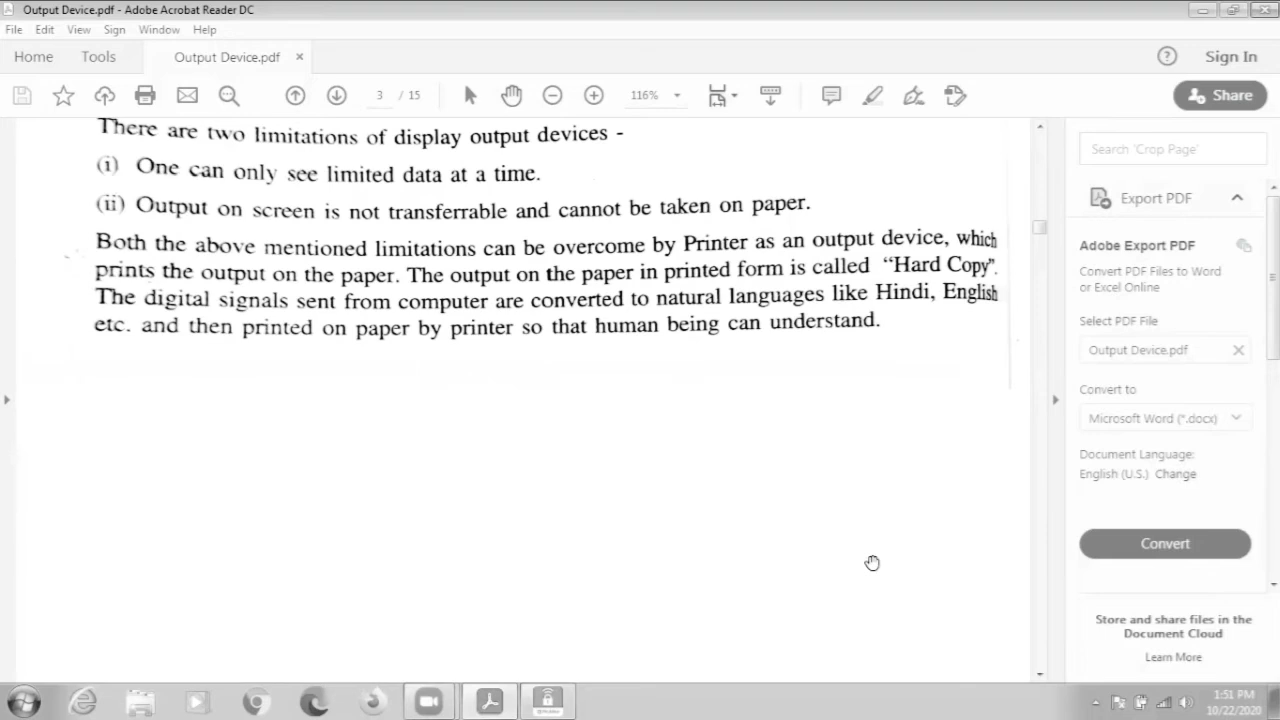 Output Device.pdf - Adobe Acrobat Reader DC
File Edit View Sign Window Help
Home Tools Output Device.pdf × Sign In
3 / 15 116% Share
There are two limitations of display output devices -
(i) One can only see limited data at a time.
(ii) Output on screen is not transferrable and cannot be taken on paper.
Both the above mentioned limitations can be overcome by Printer as an output device, which
prints the output on the paper. The output on the paper in printed form is called “Hard Copy”.
The digital signals sent from computer are converted to natural languages like Hindi, English
etc. and then printed on paper by printer so that human being can understand.
Search 'Crop Page'
Export PDF
Adobe Export PDF
Convert PDF Files to Word
or Excel Online
Select PDF File
Output Device.pdf
Convert to
Microsoft Word (*.docx)
Document Language:
English (U.S.) Change
Convert
Store and share files in the
Document Cloud
Learn More
1:51 PM
10/22/2020